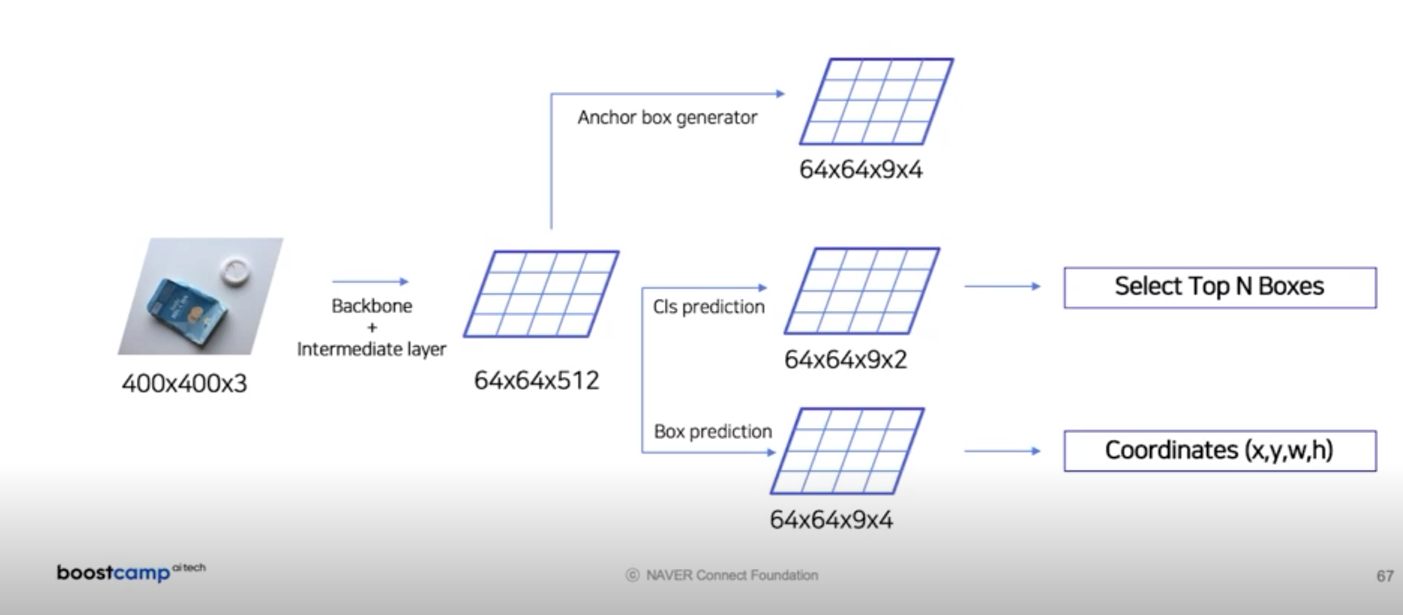 Anchor box generator
64x64x9x4
Backbone
+
Intermediate layer
400x400x3
64x64x512
Cls prediction
64x64x9x2
Select Top N Boxes
Box prediction
64x64x9x4
Coordinates (x,y,w,h)
boostcamp ai tech
ⓒ NAVER Connect Foundation
67